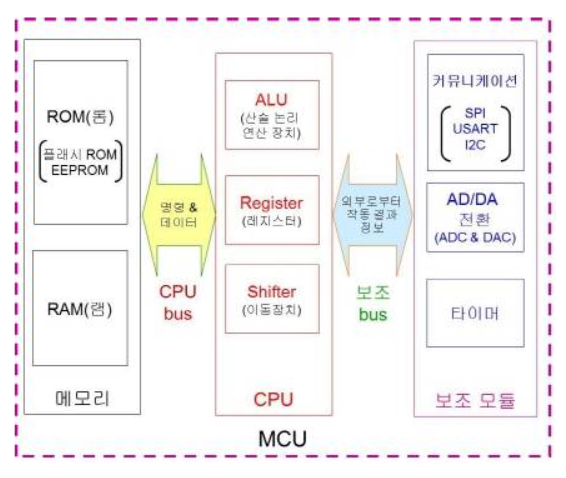 ROM(롬)
플래시 ROM
EEPROM
RAM(램)
메모리
명령 &
데이터
CPU
bus
ALU
(산술 논리
연산 장치)
Register
(레지스터)
Shifter
(이동장치)
CPU
외부로부터
작동 결과
정보
보조
bus
커뮤니케이션
SPI
USART
I2C
AD/DA
전환
(ADC & DAC)
타이머
보조 모듈
MCU